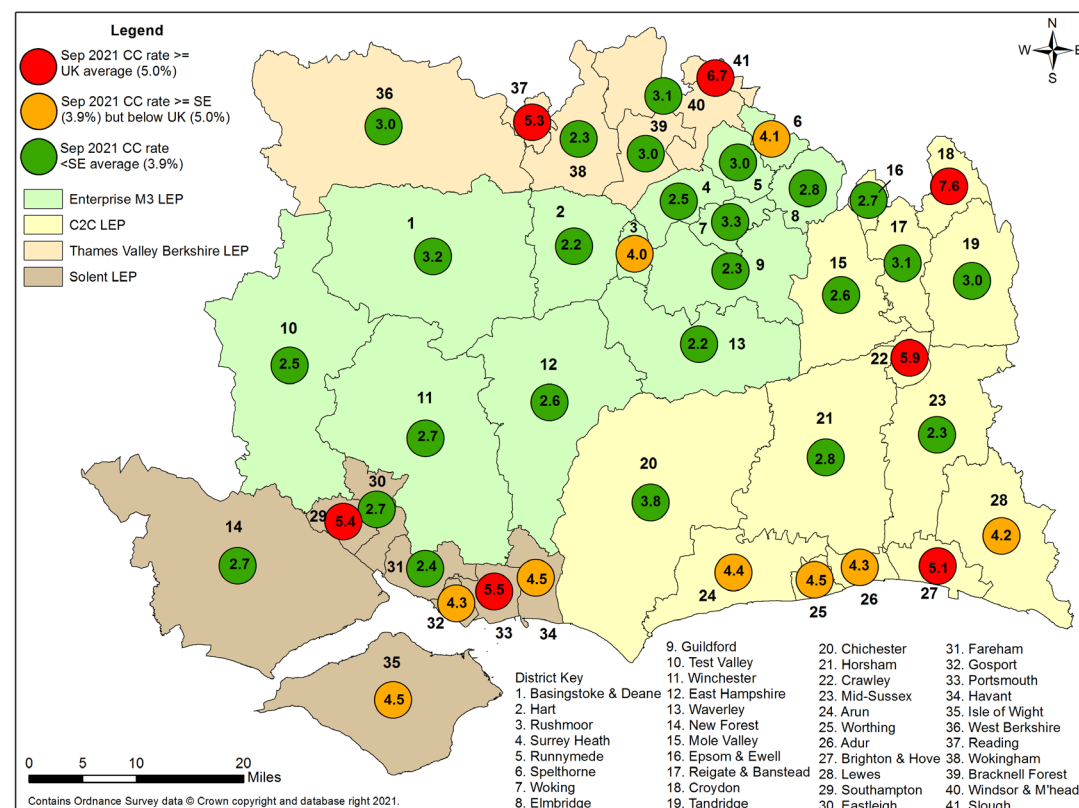 Legend
Sep 2021 CC rate >=
UK average (5.0%)
Sep 2021 CC rate >= SE
(3.9%) but below UK (5.0%)
Sep 2021 CC rate
<SE average (3.9%)
Enterprise M3 LEP
C2C LEP
Thames Valley Berkshire LEP
Solent LEP
N
W
E
S
36
3.0
37
5.3
2.3
38
3.1
39
3.0
6.7
41
40
6
4.1
3.0
5
4
2.5
2.8
8
7
3.3
1
3.2
2
2.2
3
4.0
2.3
9
2.2
13
16
2.7
18
7.6
17
3.1
19
3.0
15
2.6
22
5.9
10
2.5
11
2.7
12
2.6
23
2.3
21
2.8
20
3.8
28
4.2
30
2.7
29
5.4
14
2.7
31
2.4
32
4.3
5.5
33
4.5
34
35
4.5
24
4.4
4.5
25
4.3
26
5.1
27
District Key
1. Basingstoke & Deane
2. Hart
3. Rushmoor
4. Surrey Heath
5. Runnymede
6. Spelthorne
7. Woking
8. Elmbridge
9. Guildford
10. Test Valley
11. Winchester
12. East Hampshire
13. Waverley
14. New Forest
15. Mole Valley
16. Epsom & Ewell
17. Reigate & Banstead
18. Croydon
19. Tandridge
20. Chichester
21. Horsham
22. Crawley
23. Mid-Sussex
24. Arun
25. Worthing
26. Adur
27. Brighton & Hove
28. Lewes
29. Southampton
30. Eastleigh
31. Fareham
32. Gosport
33. Portsmouth
34. Havant
35. Isle of Wight
36. West Berkshire
37. Reading
38. Wokingham
39. Bracknell Forest
40. Windsor & M'head
41. Slough
0 5 10 20
Miles
Contains Ordnance Survey data © Crown copyright and database right 2021.